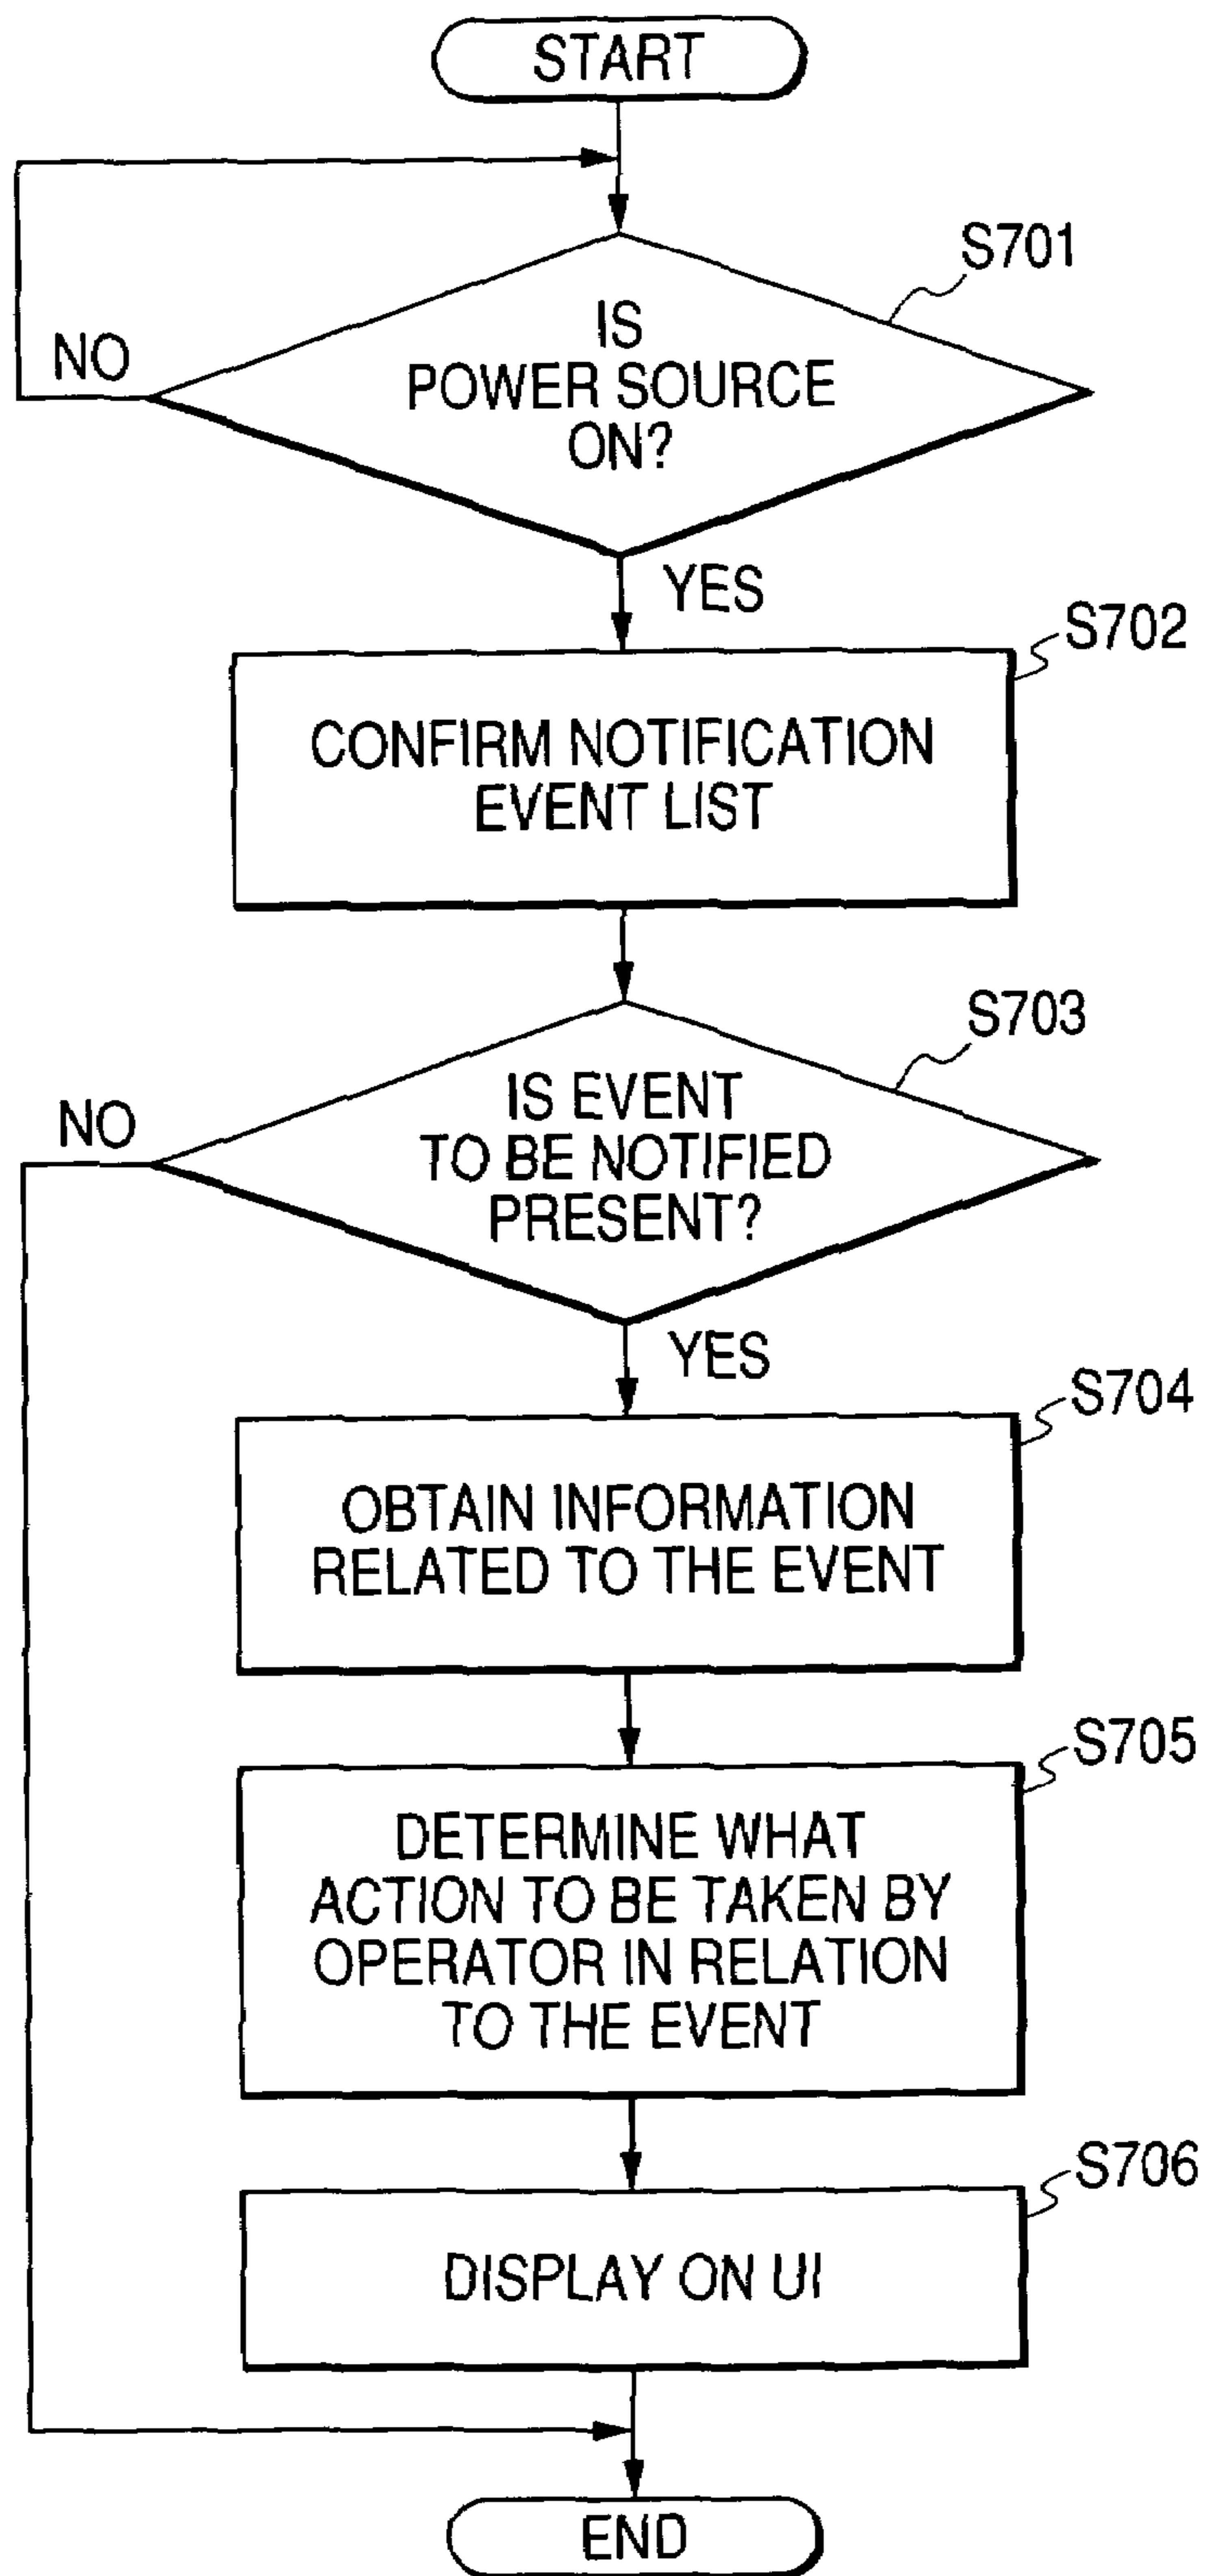 START
S701
IS
POWER SOURCE
ON?
NO
YES
S702
CONFIRM NOTIFICATION
EVENT LIST
S703
IS EVENT
TO BE NOTIFIED
PRESENT?
NO
YES
S704
OBTAIN INFORMATION
RELATED TO THE EVENT
S705
DETERMINE WHAT
ACTION TO BE TAKEN BY
OPERATOR IN RELATION
TO THE EVENT
S706
DISPLAY ON UI
END